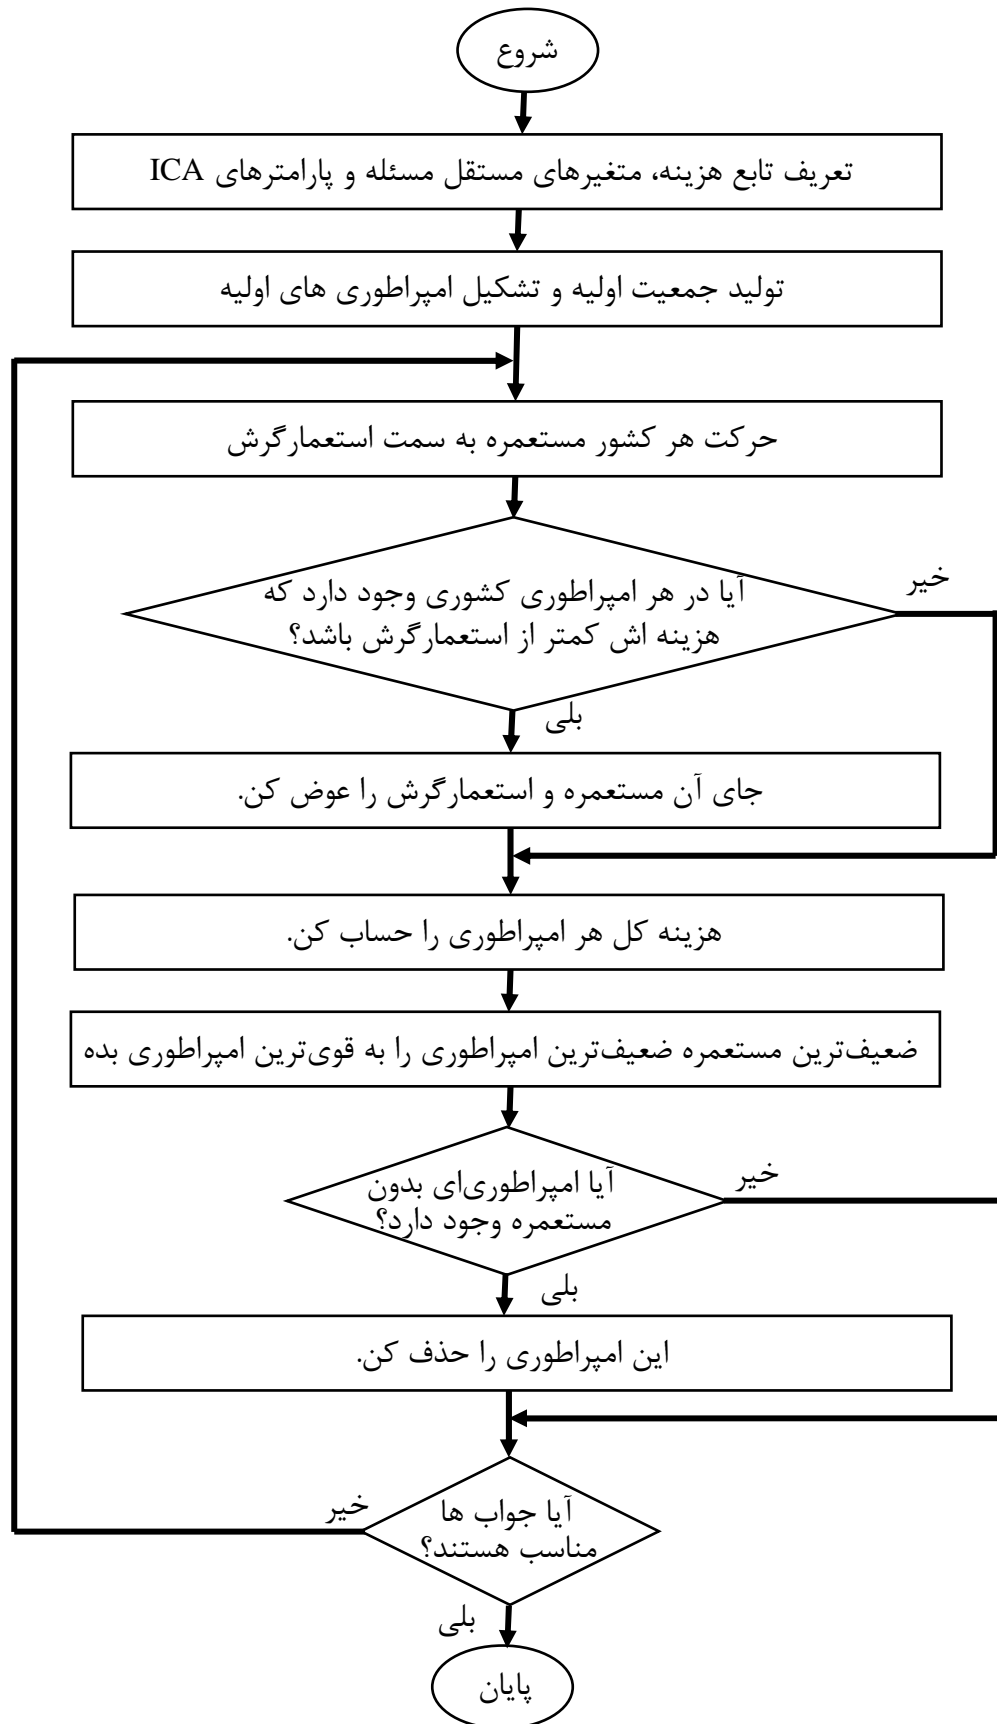 شروع
تعریف تابع هزینه، متغیرهای مستقل مسئله و پارامترهای ICA
تولید جمعیت اولیه و تشکیل امپراطوری های اولیه
حرکت هر کشور مستعمره به سمت استعمارگرش
آیا در هر امپراطوری کشوری وجود دارد که
هزینه اش کمتر از استعمارگرش باشد؟
خیر
بلی
جای آن مستعمره و استعمارگرش را عوض کن.
هزینه کل هر امپراطوری را حساب کن.
ضعیف‌ترین مستعمره ضعیف‌ترین امپراطوری را به قوی‌ترین امپراطوری بده
آیا امپراطوری‌ای بدون
مستعمره وجود دارد؟
خیر
بلی
این امپراطوری را حذف کن.
آیا جواب ها
مناسب هستند؟
خیر
بلی
پایان